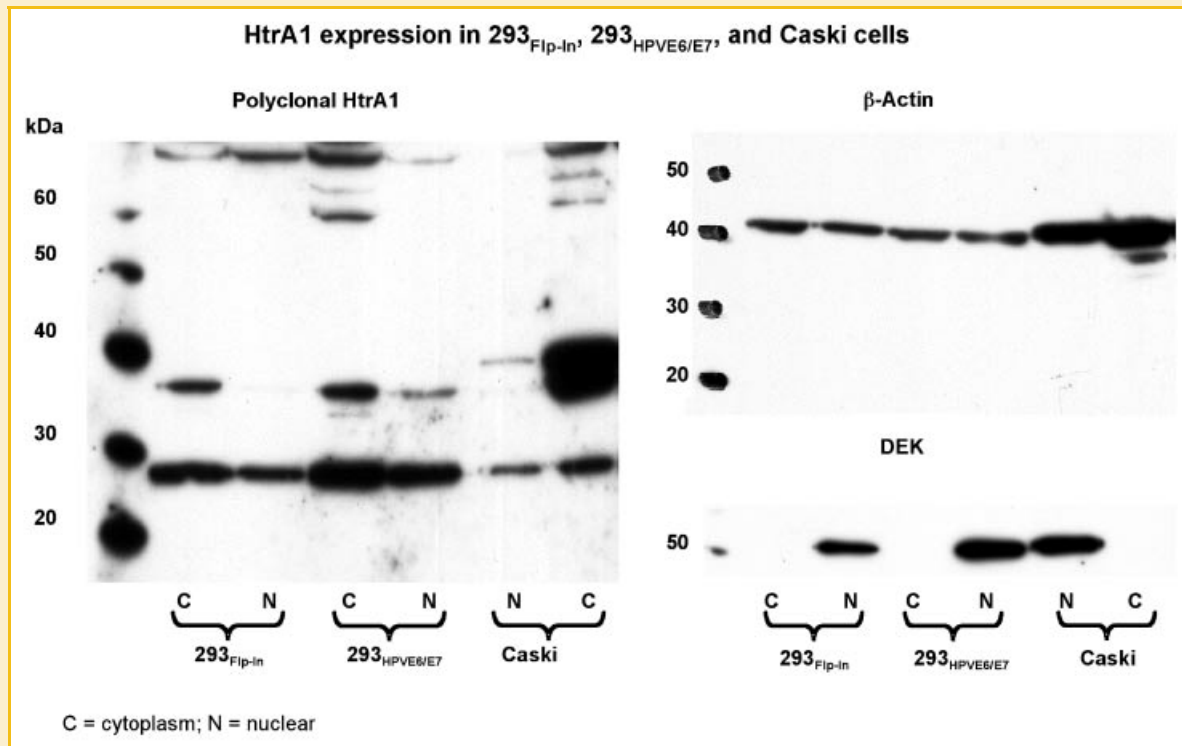 HtrA1 expression in 293Flp-In, 293HPVE6/E7, and Caski cells
Polyclonal HtrA1
kDa
60
50
40
30
20
C N C N N C
293Flp-In 293HPVE6/E7 Caski
β-Actin
50
40
30
20
DEK
50
C N C N N C
293Flp-In 293HPVE6/E7 Caski
C = cytoplasm; N = nuclear